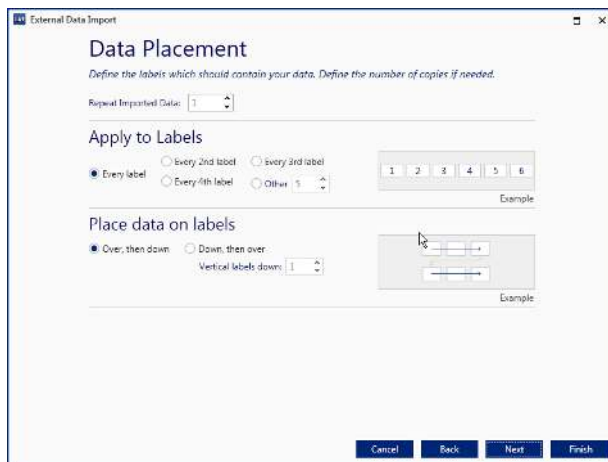 External Data Import
Data Placement
Define the labels which should contain your data. Define the number of copies if needed.
Repeat Imported Data: 1
Apply to Labels
Every label
Every 2nd label
Every 3rd label
Every 4th label
Other 5
1 2 3 4 5 6
Example
Place data on labels
Over, then down
Down, then over
Vertical labels down: 1
Example
Cancel Back Next Finish